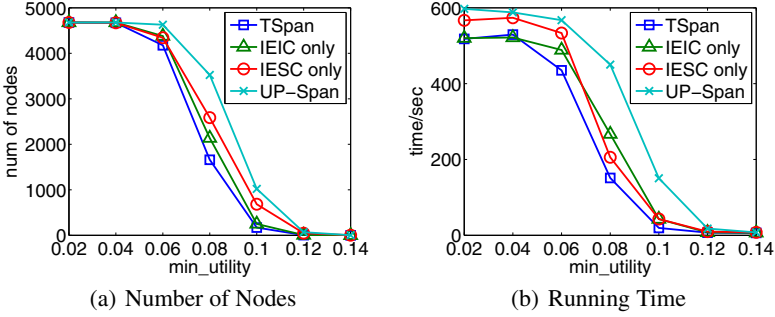 5000
4000
3000
2000
1000
0
num of nodes
0.02 0.04 0.06 0.08 0.1 0.12 0.14
min_utility
TSpan
IEIC only
IESC only
UP-Span
(a) Number of Nodes
600
400
200
0
time/sec
0.02 0.04 0.06 0.08 0.1 0.12 0.14
min_utility
TSpan
IEIC only
IESC only
UP-Span
(b) Running Time